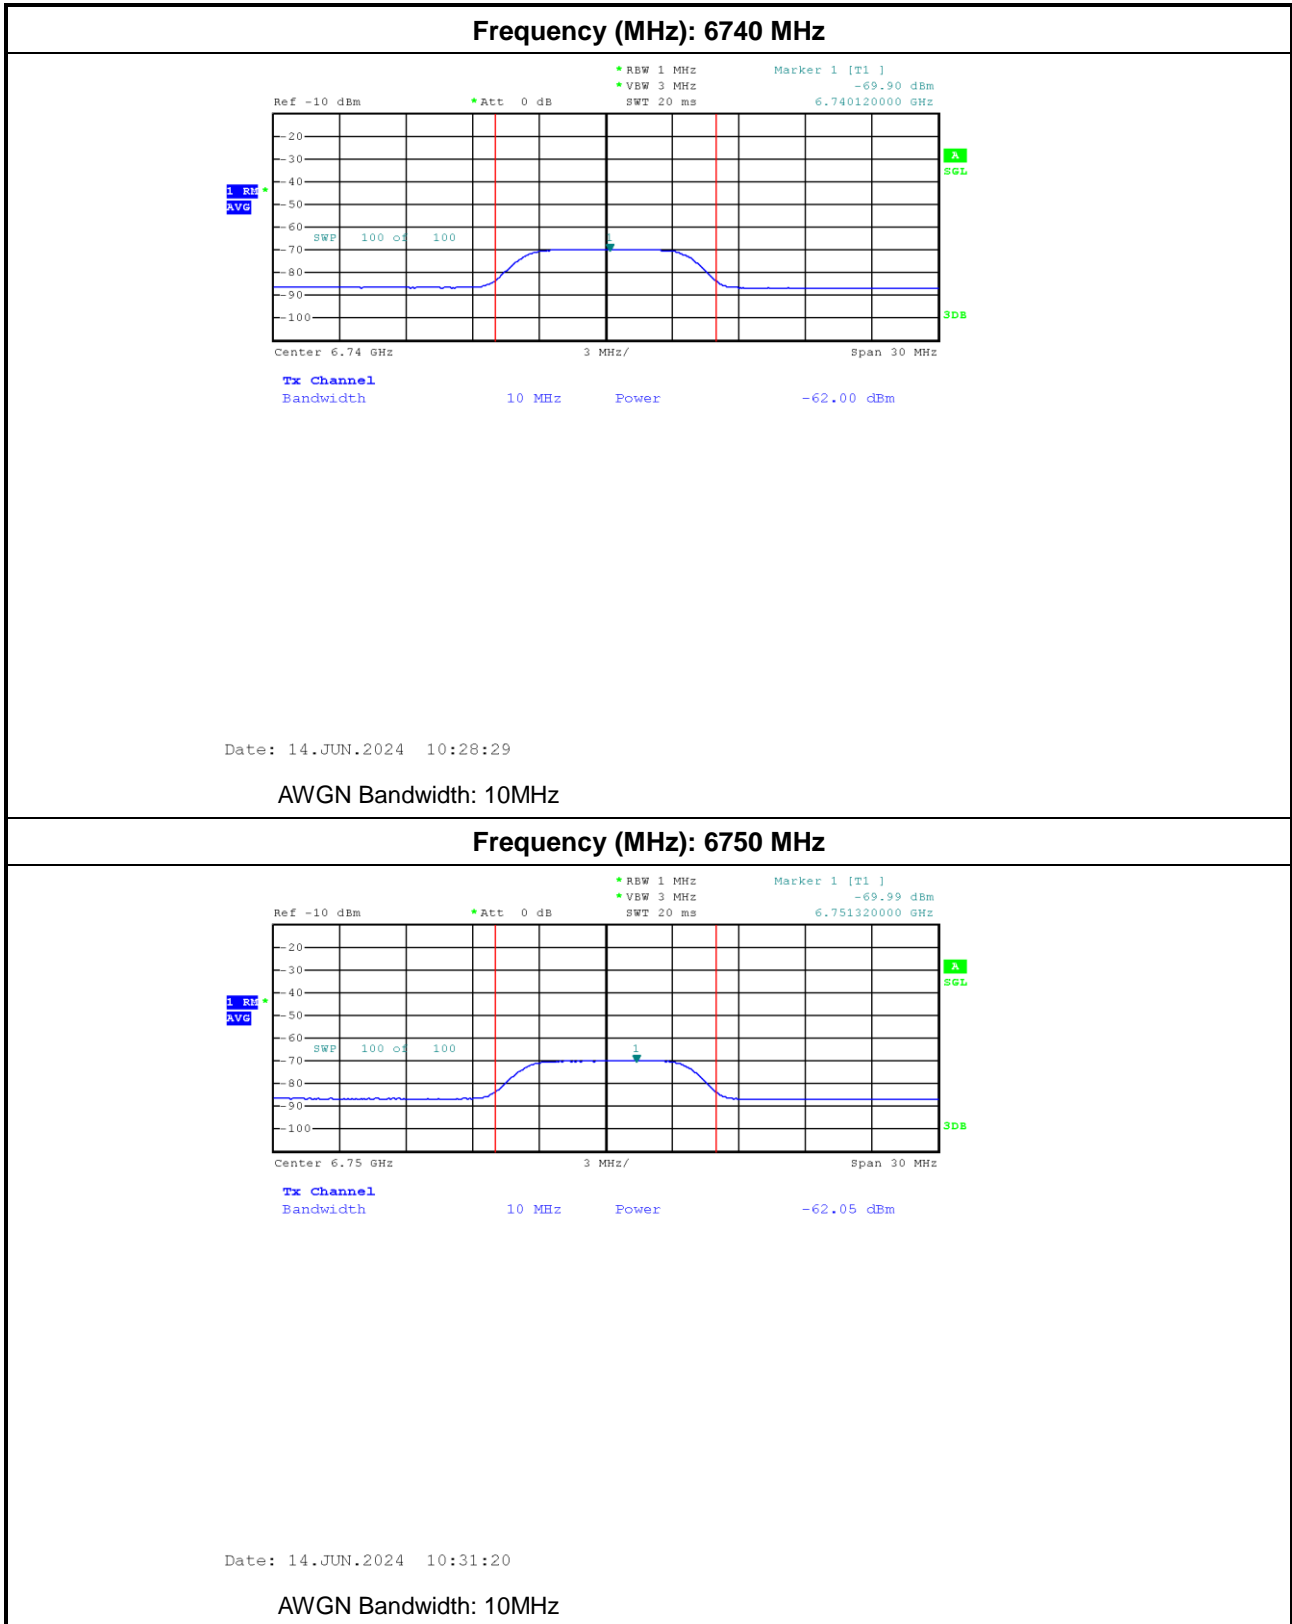 Frequency (MHz): 6740 MHz
*RBW 1 MHz Marker 1 [T1 ]
*VBW 3 MHz -69.90 dBm
Ref -10 dBm *Att 0 dB SWT 20 ms 6.740120000 GHz
-20
A
-30
SGL
-40
1 RM *
AVG
-50
-60
SWP 100 of 100 1
-70
-80
-90
-100
3DB
Center 6.74 GHz 3 MHz/ Span 30 MHz
Tx Channel
Bandwidth 10 MHz Power -62.00 dBm
Date: 14.JUN.2024 10:28:29
AWGN Bandwidth: 10MHz
Frequency (MHz): 6750 MHz
*RBW 1 MHz Marker 1 [T1 ]
*VBW 3 MHz -69.99 dBm
Ref -10 dBm *Att 0 dB SWT 20 ms 6.751320000 GHz
-20
A
-30
SGL
-40
1 RM *
AVG
-50
-60
SWP 100 of 100 1
-70
-80
-90
-100
3DB
Center 6.75 GHz 3 MHz/ Span 30 MHz
Tx Channel
Bandwidth 10 MHz Power -62.05 dBm
Date: 14.JUN.2024 10:31:20
AWGN Bandwidth: 10MHz